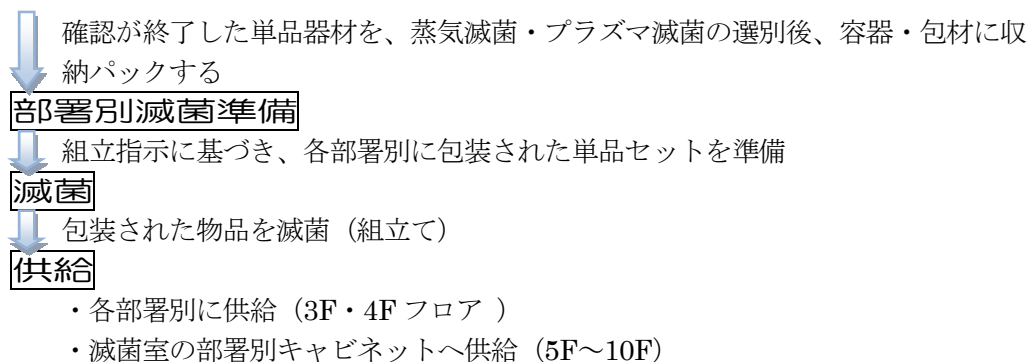 確認が終了した単品器材を、蒸気滅菌・プラズマ滅菌の選別後、容器・包材に収
納パックする
部署別滅菌準備
組立指示に基づき、各部署別に包装された単品セットを準備
滅菌
包装された物品を滅菌（組立て）
供給
・各部署別に供給（3F・4F フロア ）
・滅菌室の部署別キャビネットへ供給（5F～10F）